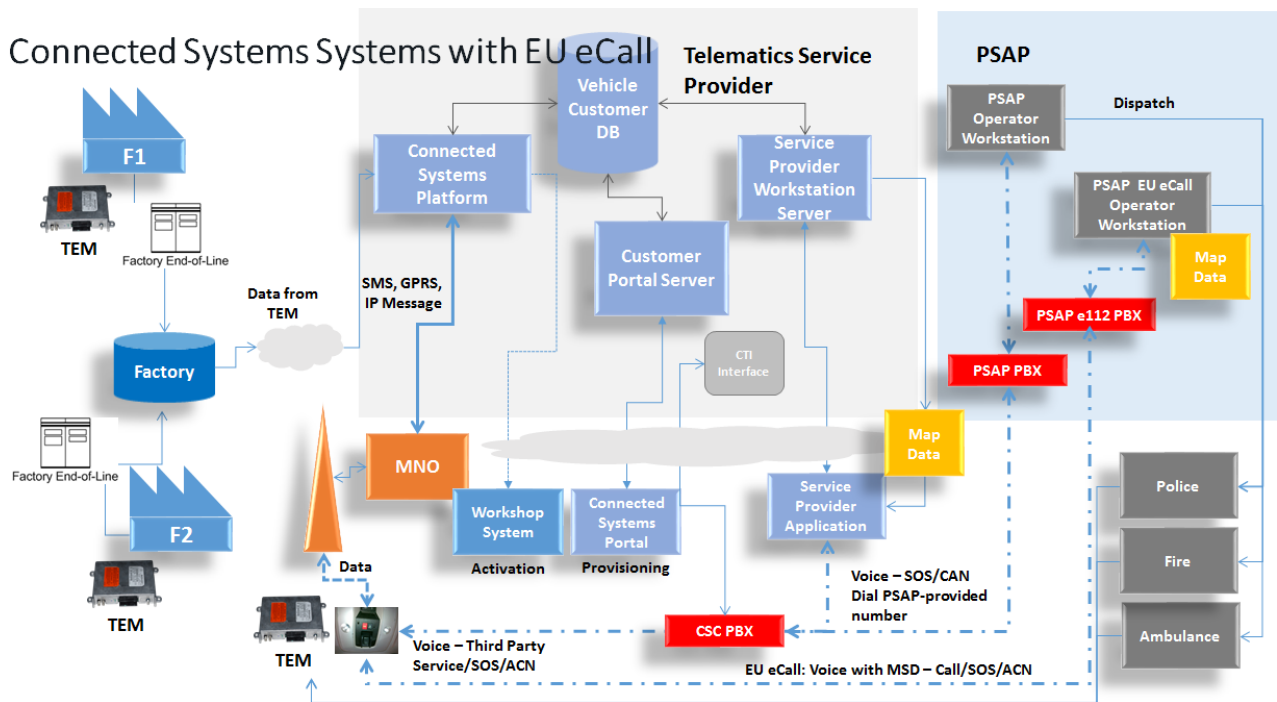 Connected Systems Systems with EU eCall
Telematics Service
Provider
PSAP
F1
TEM
Factory End-of-Line
Data from
TEM
Factory
Factory End-of-Line
F2
TEM
Vehicle
Customer
DB
Connected
Systems
Platform
Service
Provider
Workstation
Server
Customer
Portal Server
SMS, GPRS,
IP Message
CTI
Interface
MNO
Workshop
System
Activation
Connected
Systems
Portal
Provisioning
Map
Data
Service
Provider
Application
PSAP
Operator
Workstation
Dispatch
PSAP EU eCall
Operator
Workstation
Map
Data
PSAP e112 PBX
PSAP PBX
Police
Fire
Ambulance
Data
TEM
Voice – Third Party
Service/SOS/ACN
CSC PBX
Voice – SOS/CAN
Dial PSAP-provided
number
EU eCall: Voice with MSD – Call/SOS/ACN